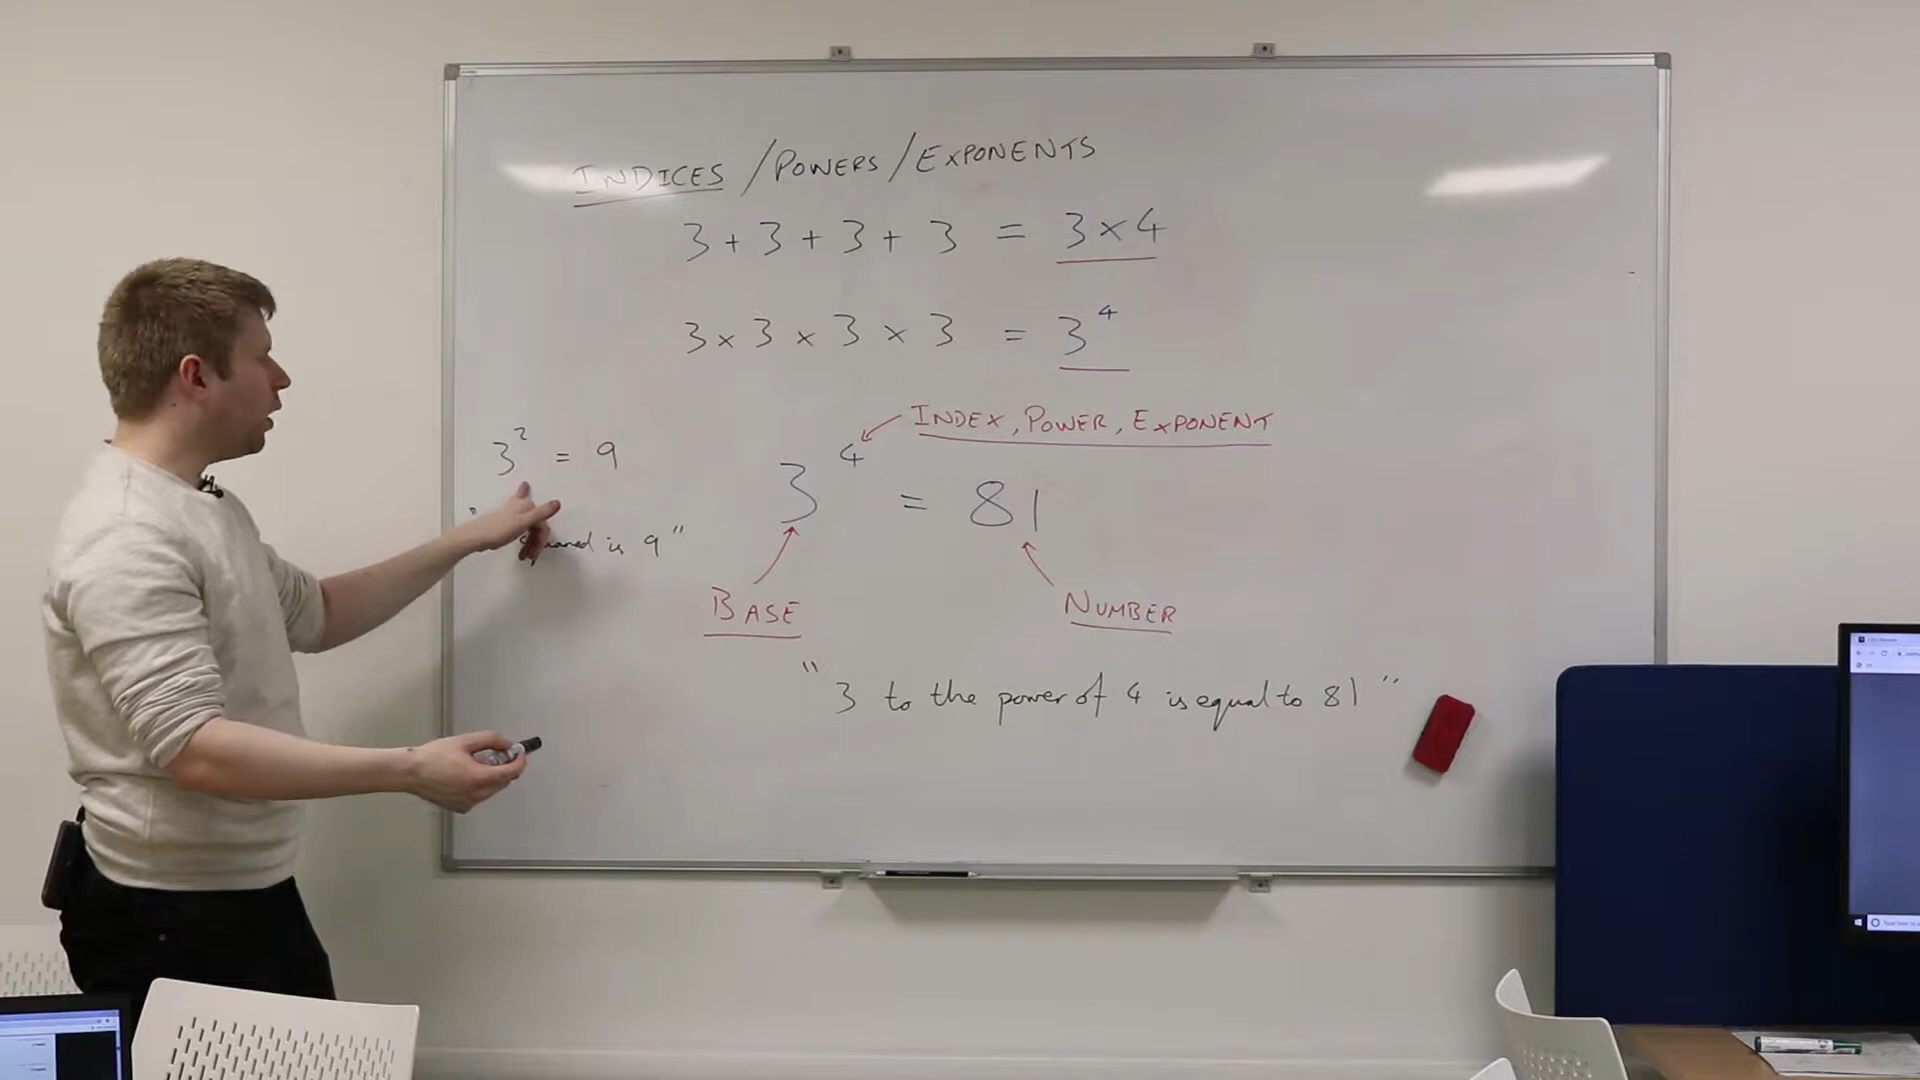 INDICES / POWERS / EXPONENTS
3 + 3 + 3 + 3 = 3 × 4
3 × 3 × 3 × 3 = 3⁴
INDEX, POWER, EXPONENT
3² = 9
3⁴ = 81
" is 9 "
BASE
NUMBER
" 3 to the power of 4 is equal to 81 "